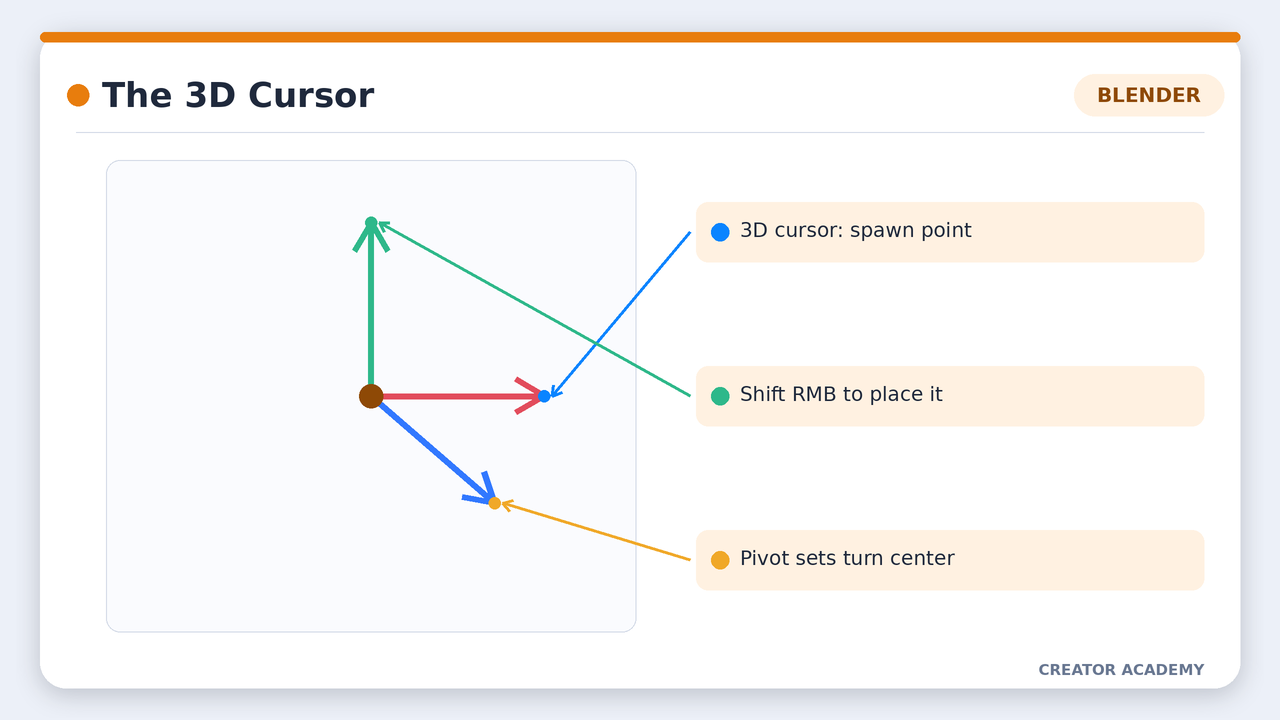 The 3D Cursor
BLENDER
3D cursor: spawn point
Shift RMB to place it
Pivot sets turn center
CREATOR ACADEMY